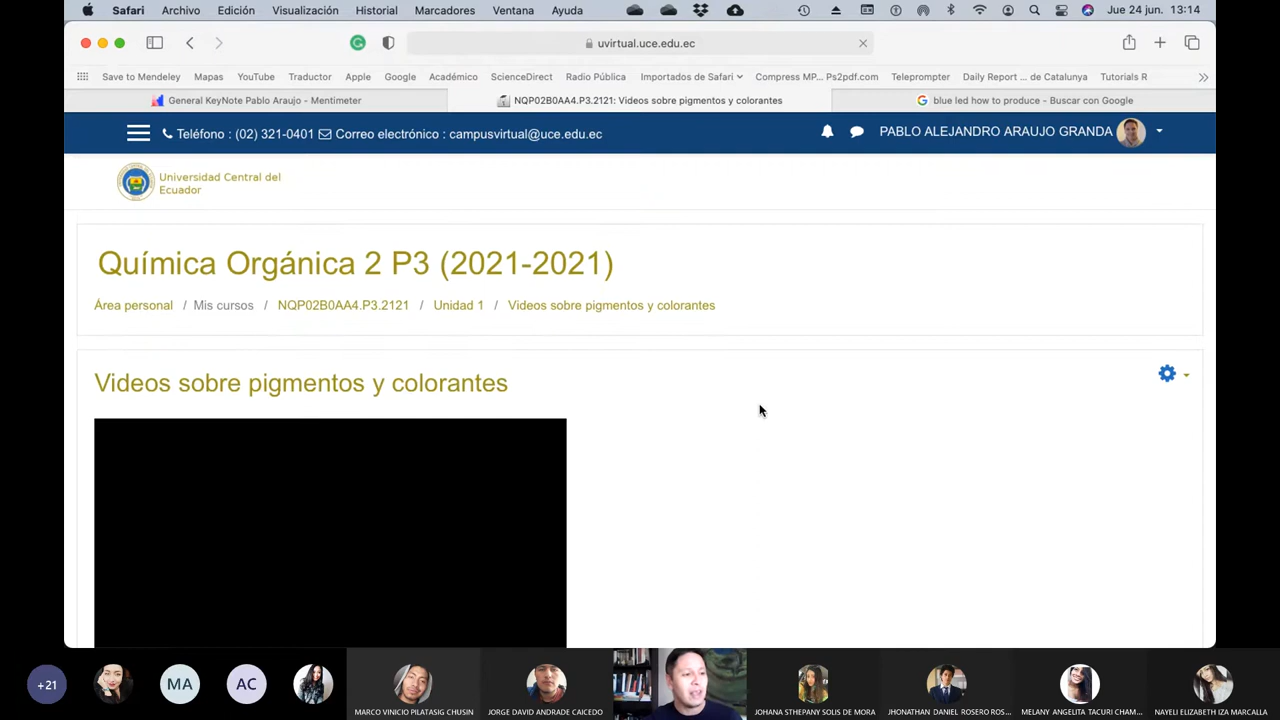 Safari Archivo Edición Visualización Historial Marcadores Ventana Ayuda Jue 24 jun. 13:14
uvirtual.uce.edu.ec
Save to Mendeley Mapas YouTube Traductor Apple Google Académico ScienceDirect Radio Pública Importados de Safari Compress MP... Ps2pdf.com Teleprompter Daily Report ... de Catalunya Tutorials R
General KeyNote Pablo Araujo - Mentimeter NQP02B0AA4.P3.2121: Videos sobre pigmentos y colorantes blue led how to produce - Buscar con Google
Teléfono : (02) 321-0401 Correo electrónico : campusvirtual@uce.edu.ec PABLO ALEJANDRO ARAUJO GRANDA
Universidad Central del
Ecuador
Química Orgánica 2 P3 (2021-2021)
Área personal / Mis cursos / NQP02B0AA4.P3.2121 / Unidad 1 / Videos sobre pigmentos y colorantes
Videos sobre pigmentos y colorantes
+21 MA AC
MARCO VINICIO PILATASIG CHUSIN JORGE DAVID ANDRADE CAICEDO JOHANA STHEPANY SOLIS DE MORA JHONATHAN DANIEL ROSERO ROS... MELANY ANGELITA TACURI CHAM... NAYELI ELIZABETH IZA MARCALLA